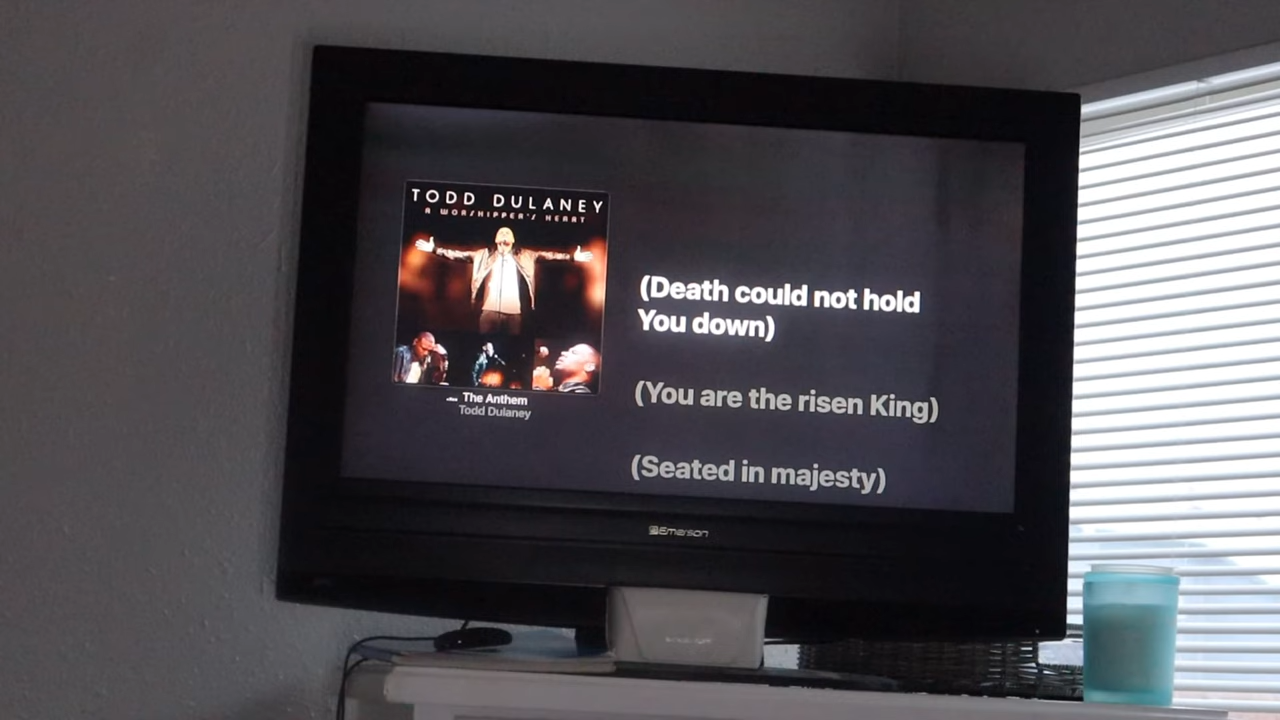 TODD DULANEY
A WORSHIPPER'S HEART
(Death could not hold
You down)
(You are the risen King)
(Seated in majesty)
The Anthem
Todd Dulaney
Emerson